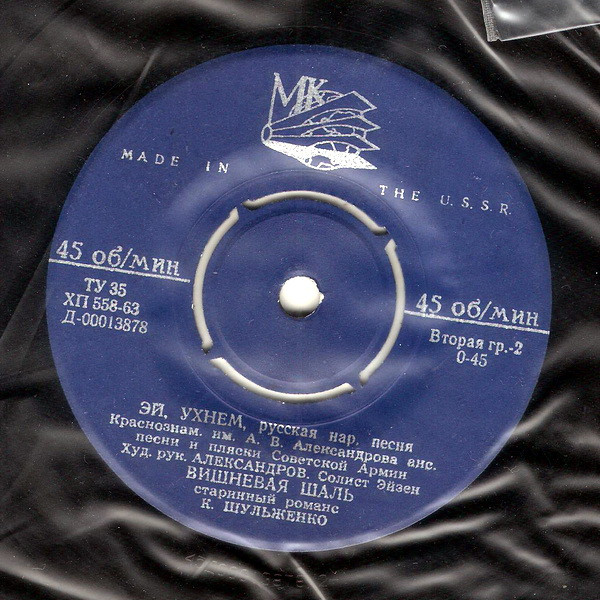 МК
MADE IN THE U.S.S.R.
45 об/мин
ТУ 35
ХП 558-63
Д-00013878
45 об/мин
Вторая гр.-2
0-45
ЭЙ, УХНЕМ, русская нар. песня
Краснознам. им. А. В. Александрова анс.
песни и пляски Советской Армии
Худ. рук. АЛЕКСАНДРОВ. Солист Эйзен
ВИШНЕВАЯ ШАЛЬ
старинный романс
К. ШУЛЬЖЕНКО